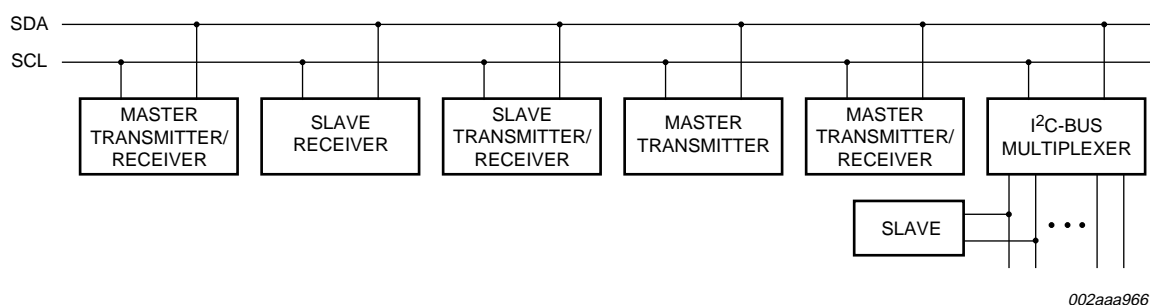 SDA
SCL
MASTER
TRANSMITTER/
RECEIVER
SLAVE
RECEIVER
SLAVE
TRANSMITTER/
RECEIVER
MASTER
TRANSMITTER
MASTER
TRANSMITTER/
RECEIVER
I²C-BUS
MULTIPLEXER
SLAVE
002aaa966